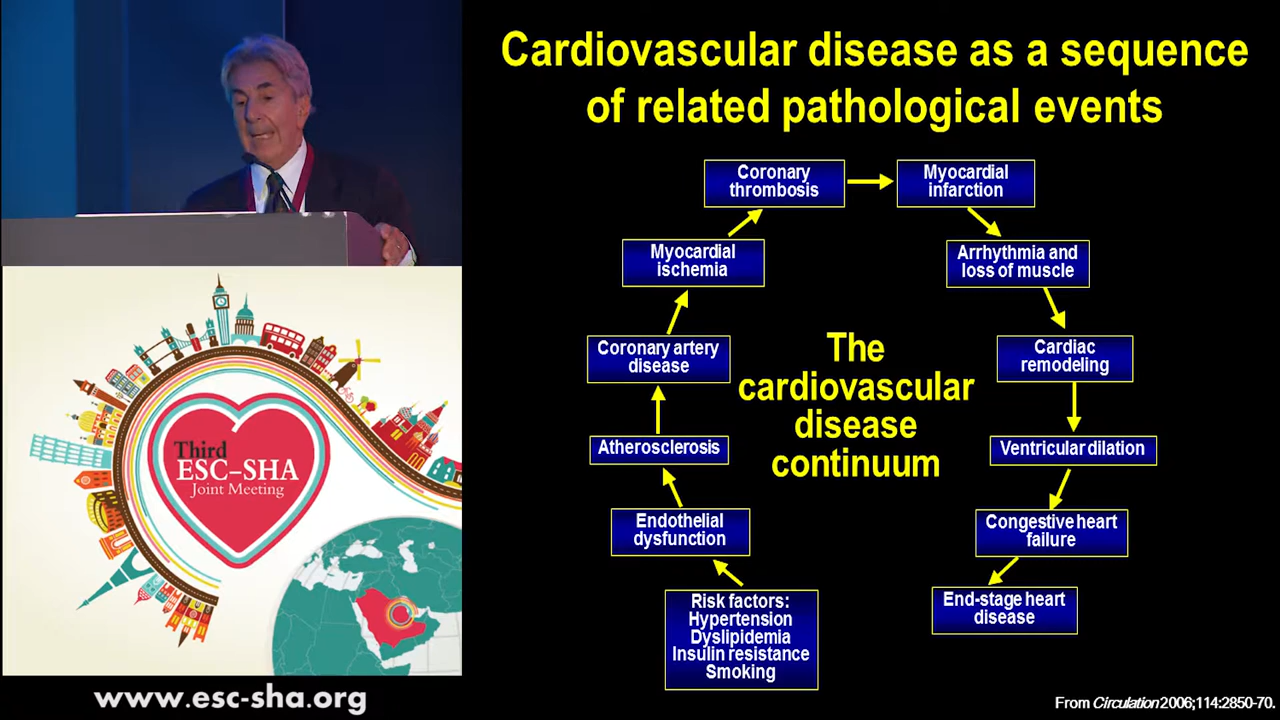 Cardiovascular disease as a sequence
of related pathological events
Coronary
thrombosis
Myocardial
infarction
Myocardial
ischemia
Arrhythmia and
loss of muscle
Coronary artery
disease
The
cardiovascular
disease
continuum
Cardiac
remodeling
Atherosclerosis
Ventricular dilation
Endothelial
dysfunction
Congestive heart
failure
Risk factors:
Hypertension
Dyslipidemia
Insulin resistance
Smoking
End-stage heart
disease
From Circulation 2006;114:2850-70.
Third
ESC-SHA
Joint Meeting
www.esc-sha.org